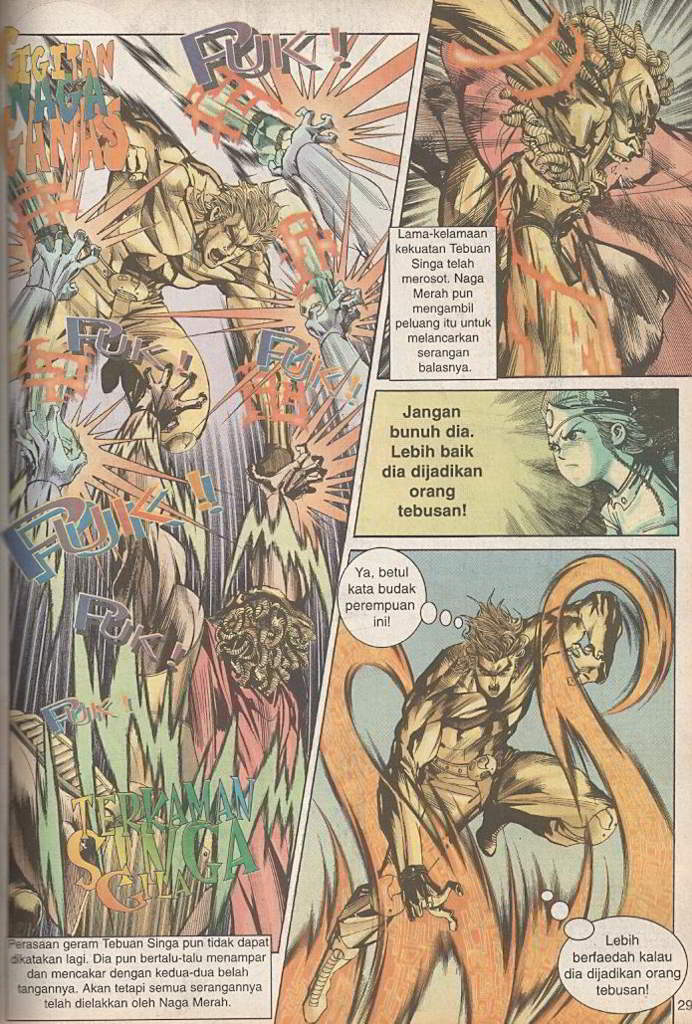 GIGITAN
NAGA
GANAS
PUK!
PUK!
PUK!
PUK!
PUK!
PUK!
TERKAMAN
SINGA
GILA
Perasaan geram Tebuan Singa pun tidak dapat
dikatakan lagi. Dia pun bertalu-talu menampar
dan mencakar dengan kedua-dua belah
tangannya. Akan tetapi semua serangannya
telah dielakkan oleh Naga Merah.
Lama-kelamaan
kekuatan Tebuan
Singa telah
merosot. Naga
Merah pun
mengambil
peluang itu untuk
melancarkan
serangan
balasnya.
Jangan
bunuh dia.
Lebih baik
dia dijadikan
orang
tebusan!
Ya, betul
kata budak
perempuan
ini!
Lebih
berfaedah kalau
dia dijadikan orang
tebusan!
29